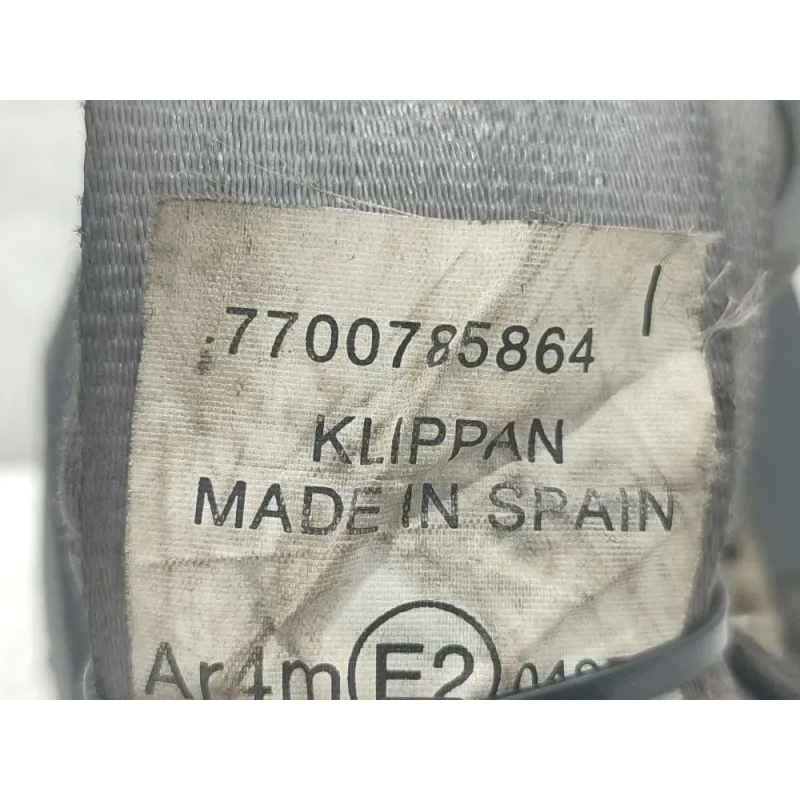 7700785864
KLIPPAN
MADE IN SPAIN
Ar4m E2